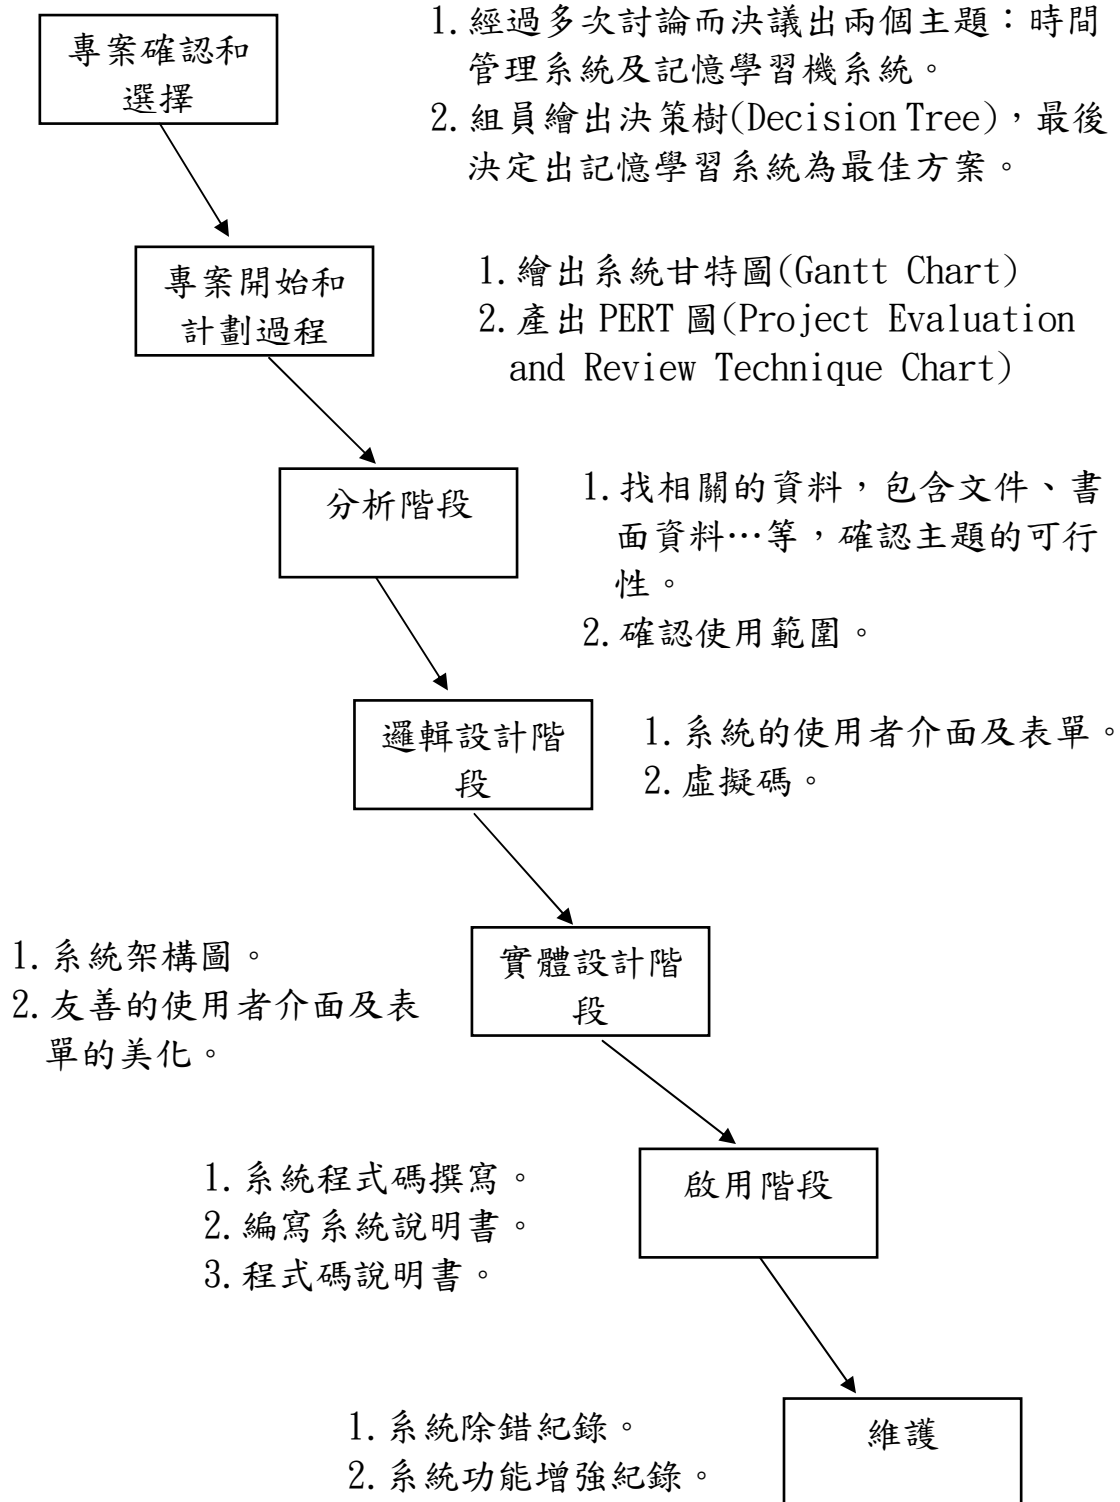 專案確認和
選擇
1.經過多次討論而決議出兩個主題：時間
管理系統及記憶學習機系統。
2.組員繪出決策樹(Decision Tree)，最後
決定出記憶學習系統為最佳方案。
專案開始和
計劃過程
1.繪出系統甘特圖(Gantt Chart)
2.產出 PERT 圖(Project Evaluation
and Review Technique Chart)
分析階段
1.找相關的資料，包含文件、書
面資料…等，確認主題的可行
性。
2.確認使用範圍。
邏輯設計階
段
1.系統的使用者介面及表單。
2.虛擬碼。
實體設計階
段
1.系統架構圖。
2.友善的使用者介面及表
單的美化。
啟用階段
1.系統程式碼撰寫。
2.編寫系統說明書。
3.程式碼說明書。
維護
1.系統除錯紀錄。
2.系統功能增強紀錄。